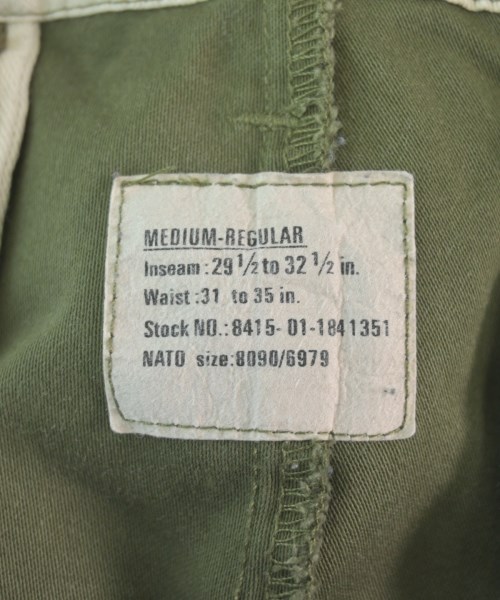 MEDIUM-REGULAR
Inseam:29 1/2 to 32 1/2 in.
Waist:31 to 35 in.
Stock NO.:8415-01-1841351
NATO size:8090/6979